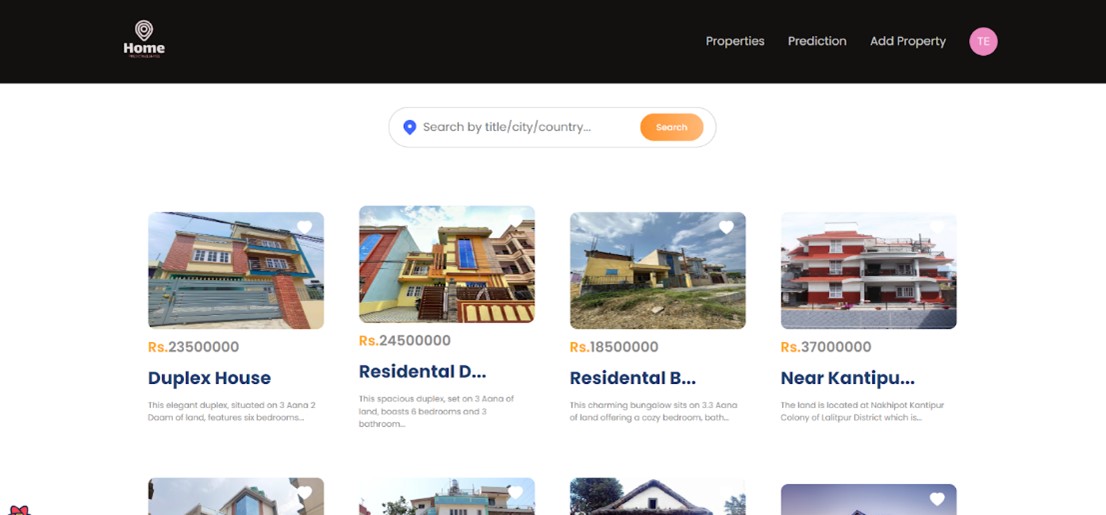 Home
Properties
Prediction
Add Property
TE
Search by title/city/country...
Search
Rs.23500000
Duplex House
This elegant duplex, situated on 3 Aana 2
Daam of land, features six bedrooms...
Rs.24500000
Residental D...
This spacious duplex, set on 3 Aana of
land, boasts 6 bedrooms and 3
bathroom...
Rs.18500000
Residental B...
This charming bungalow sits on 3.3 Aana
of land offering a cozy bedroom, bath...
Rs.37000000
Near Kantipu...
The land is located at Nakhipot Kantipur
Colony of Lalitpur District which is...